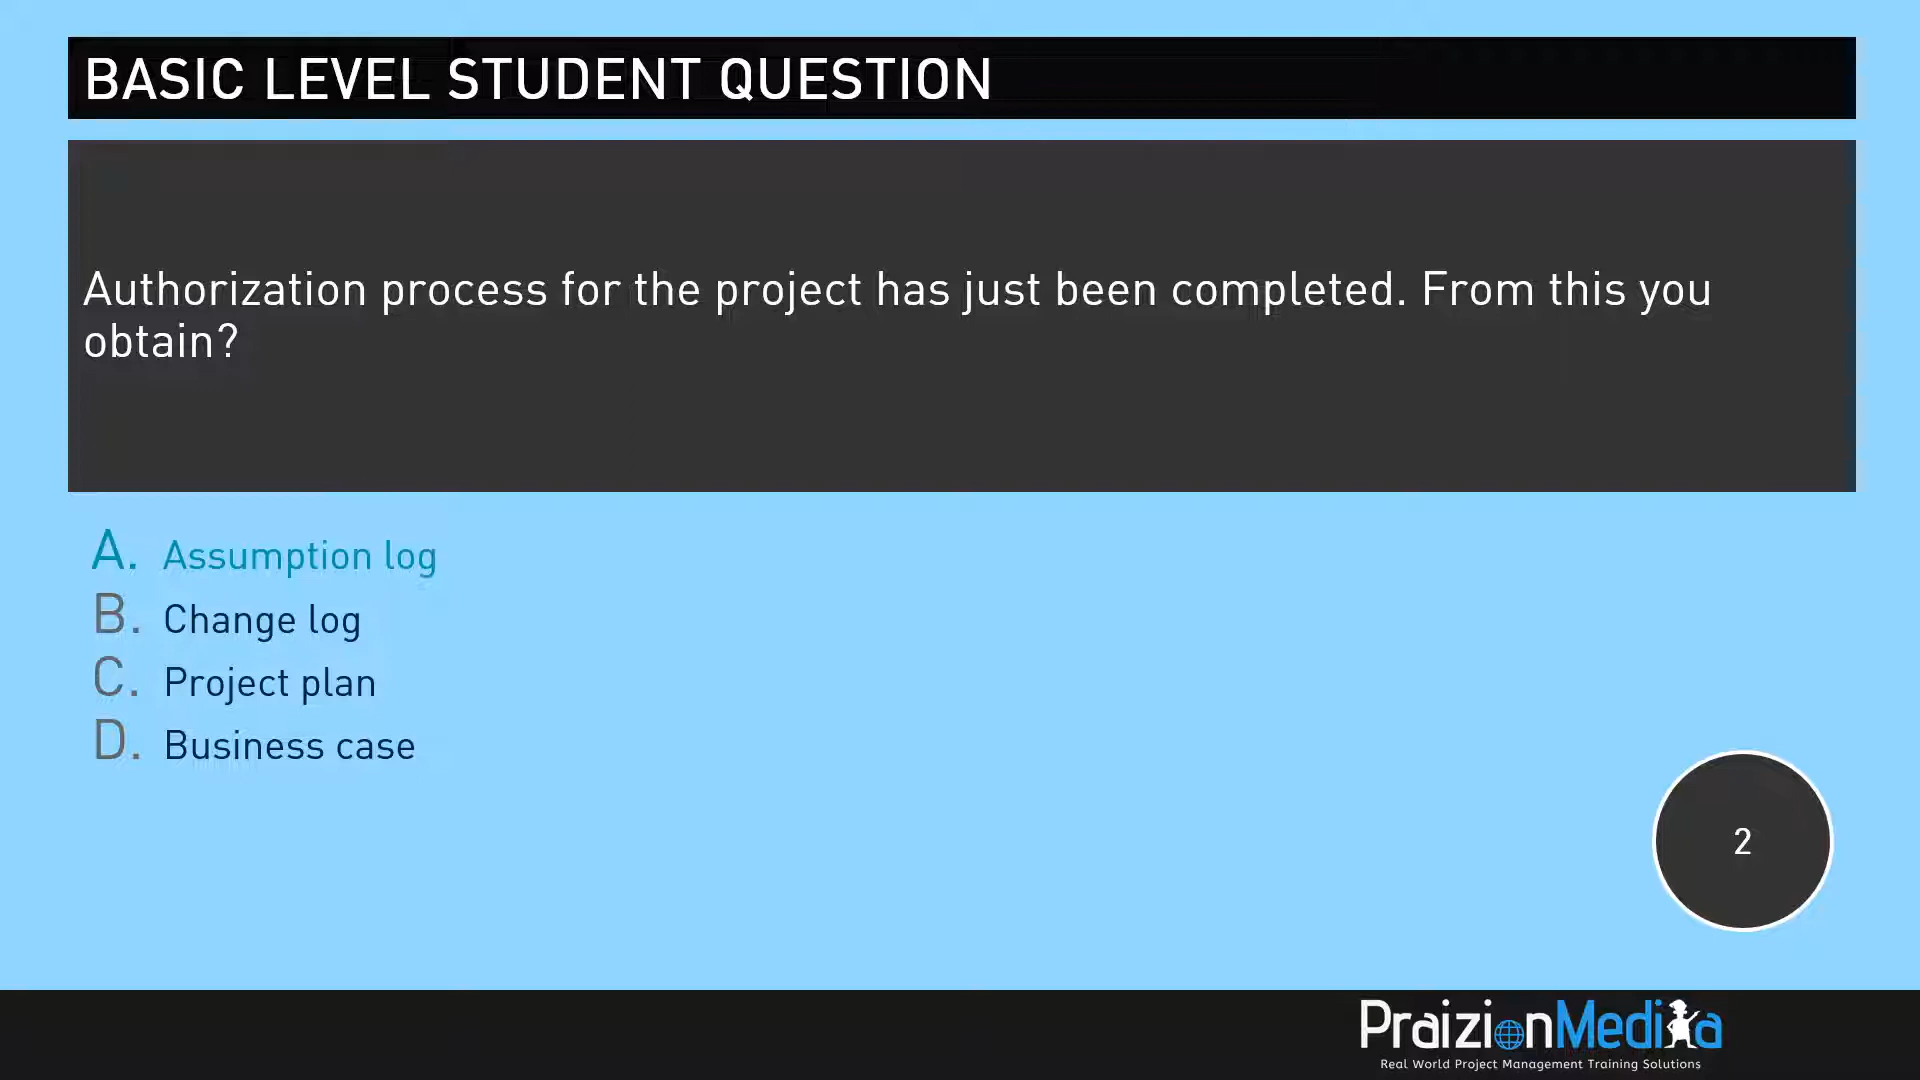 BASIC LEVEL STUDENT QUESTION
Authorization process for the project has just been completed. From this you
obtain?
A. Assumption log
B. Change log
C. Project plan
D. Business case
2
PraizionMedia
Real World Project Management Training Solutions